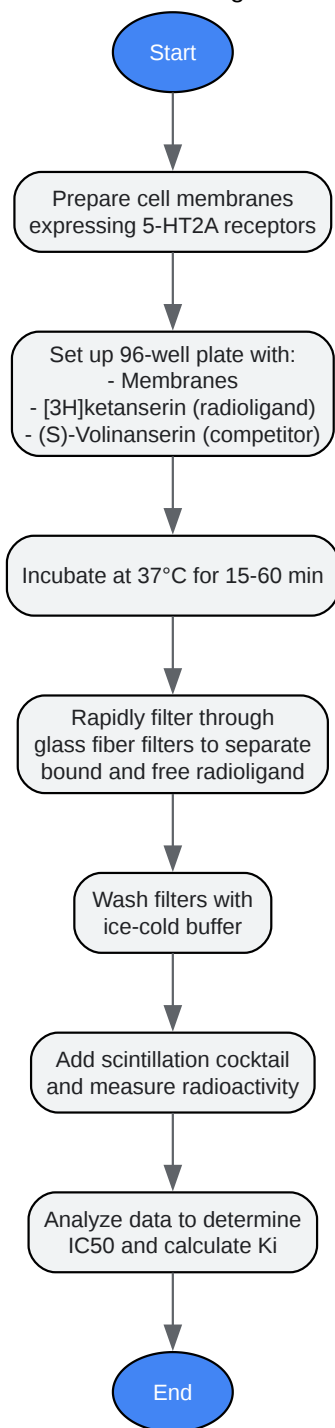 Start
Prepare cell membranes
expressing 5-HT2A receptors
Set up 96-well plate with:
- Membranes
- [3H]ketanserin (radioligand)
- (S)-Volinanserin (competitor)
Incubate at 37°C for 15-60 min
Rapidly filter through
glass fiber filters to separate
bound and free radioligand
Wash filters with
ice-cold buffer
Add scintillation cocktail
and measure radioactivity
Analyze data to determine
IC50 and calculate Ki
End